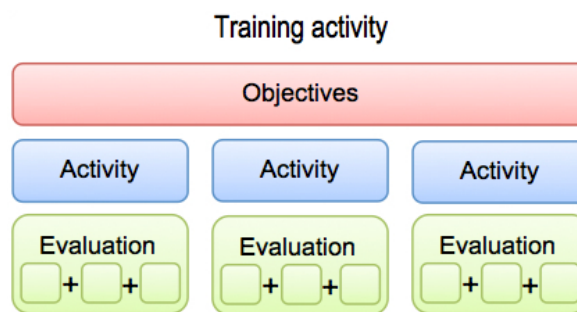 Training activity
Objectives
Activity Activity Activity
Evaluation Evaluation Evaluation
+ + + + + +